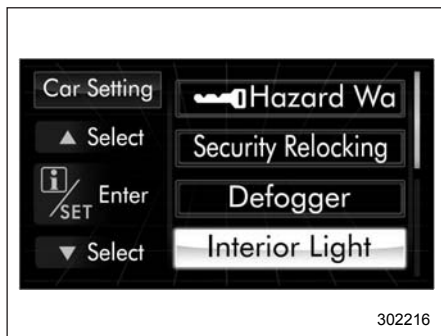 Car Setting
▲ Select
i/SET Enter
▼ Select
Hazard Wa
Security Relocking
Defogger
Interior Light
302216